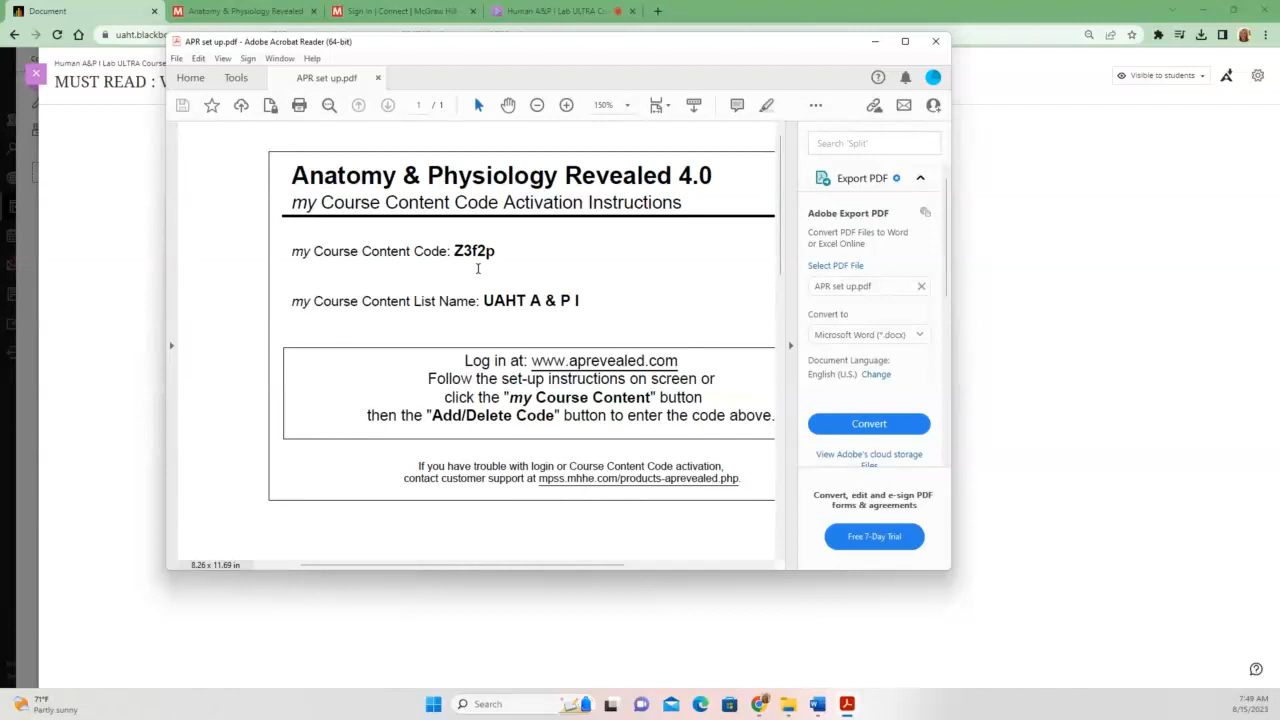 Document
Anatomy & Physiology Revealed
Sign In | Connect | McGraw Hill
Human A&P I Lab ULTRA Co
uaht.blackb
Human A&P I Lab ULTRA Course
MUST READ : V
Visible to students
APR set up.pdf - Adobe Acrobat Reader (64-bit)
File Edit View Sign Window Help
Home Tools APR set up.pdf
1 / 1 150%
Anatomy & Physiology Revealed 4.0
my Course Content Code Activation Instructions
my Course Content Code: Z3f2p
my Course Content List Name: UAHT A & P I
Log in at: www.aprevealed.com
Follow the set-up instructions on screen or
click the "my Course Content" button
then the "Add/Delete Code" button to enter the code above.
If you have trouble with login or Course Content Code activation,
contact customer support at mpss.mhhe.com/products-aprevealed.php.
8.26 x 11.69 in
Search 'Split'
Export PDF
Adobe Export PDF
Convert PDF Files to Word
or Excel Online
Select PDF File
APR set up.pdf
Convert to
Microsoft Word (*.docx)
Document Language:
English (U.S.) Change
Convert
View Adobe's cloud storage
Files
Convert, edit and e-sign PDF
forms & agreements
Free 7-Day Trial
71°F
Partly sunny
Search
7:49 AM
8/15/2023